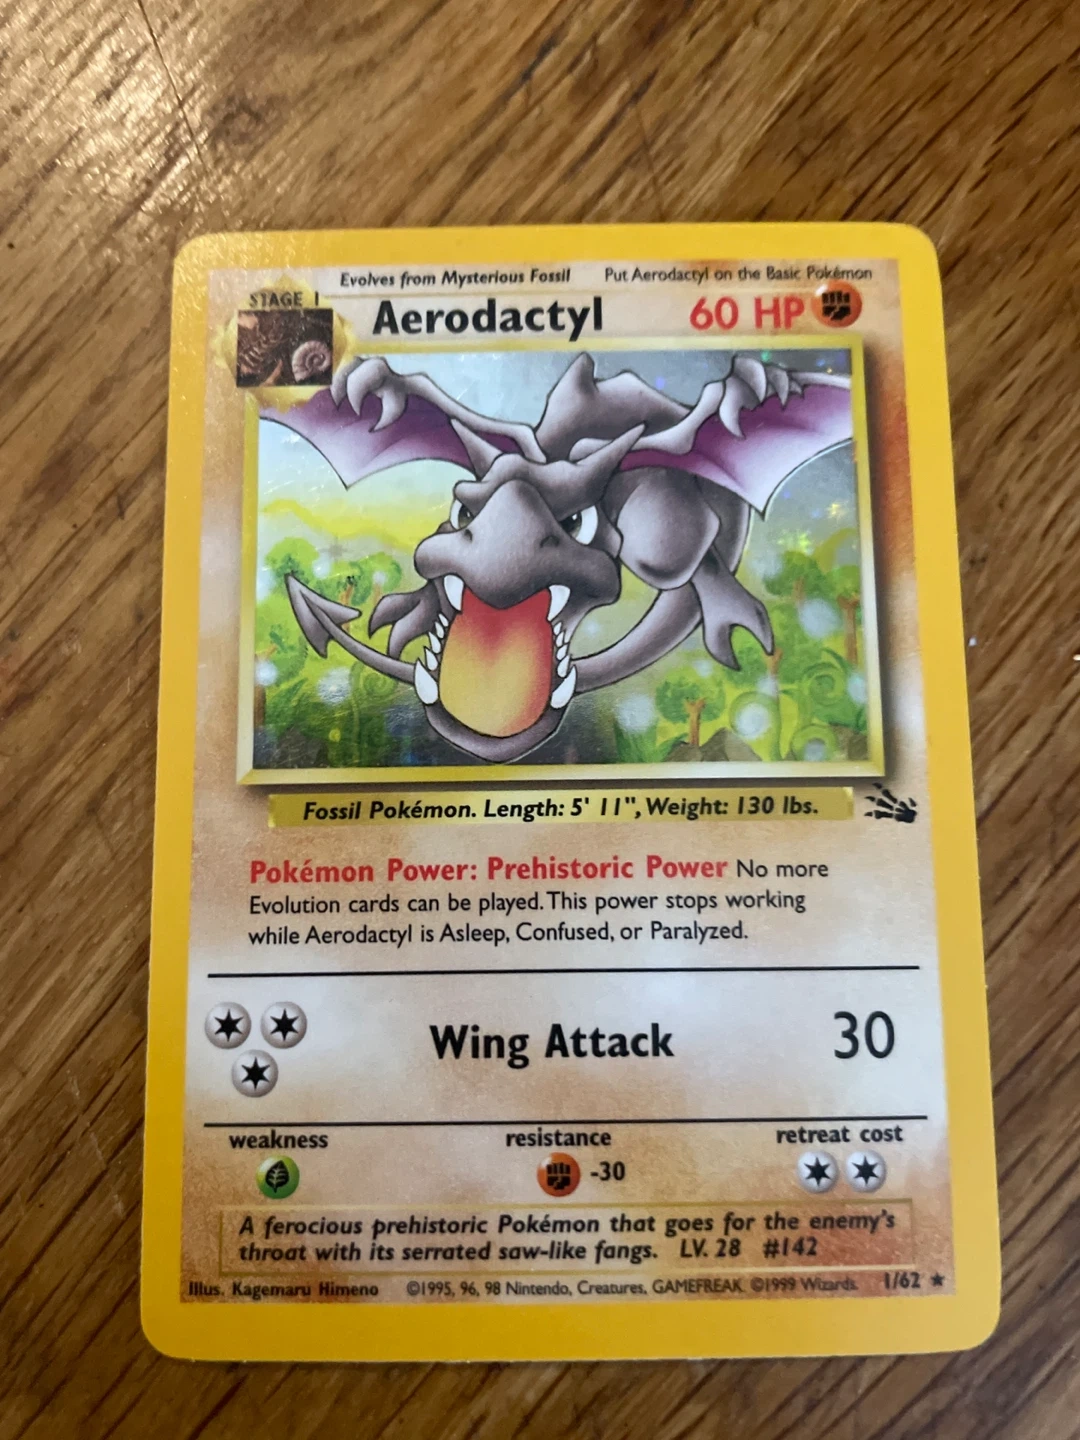 Evolves from Mysterious Fossil Put Aerodactyl on the Basic Pokémon
STAGE 1
Aerodactyl 60 HP
Fossil Pokémon. Length: 5' 11", Weight: 130 lbs.
Pokémon Power: Prehistoric Power No more
Evolution cards can be played. This power stops working
while Aerodactyl is Asleep, Confused, or Paralyzed.
Wing Attack 30
weakness resistance retreat cost
-30
A ferocious prehistoric Pokémon that goes for the enemy's
throat with its serrated saw-like fangs. LV. 28 #142
Illus. Kagemaru Himeno ©1995, 96, 98 Nintendo, Creatures, GAMEFREAK. ©1999 Wizards. 1/62 ★